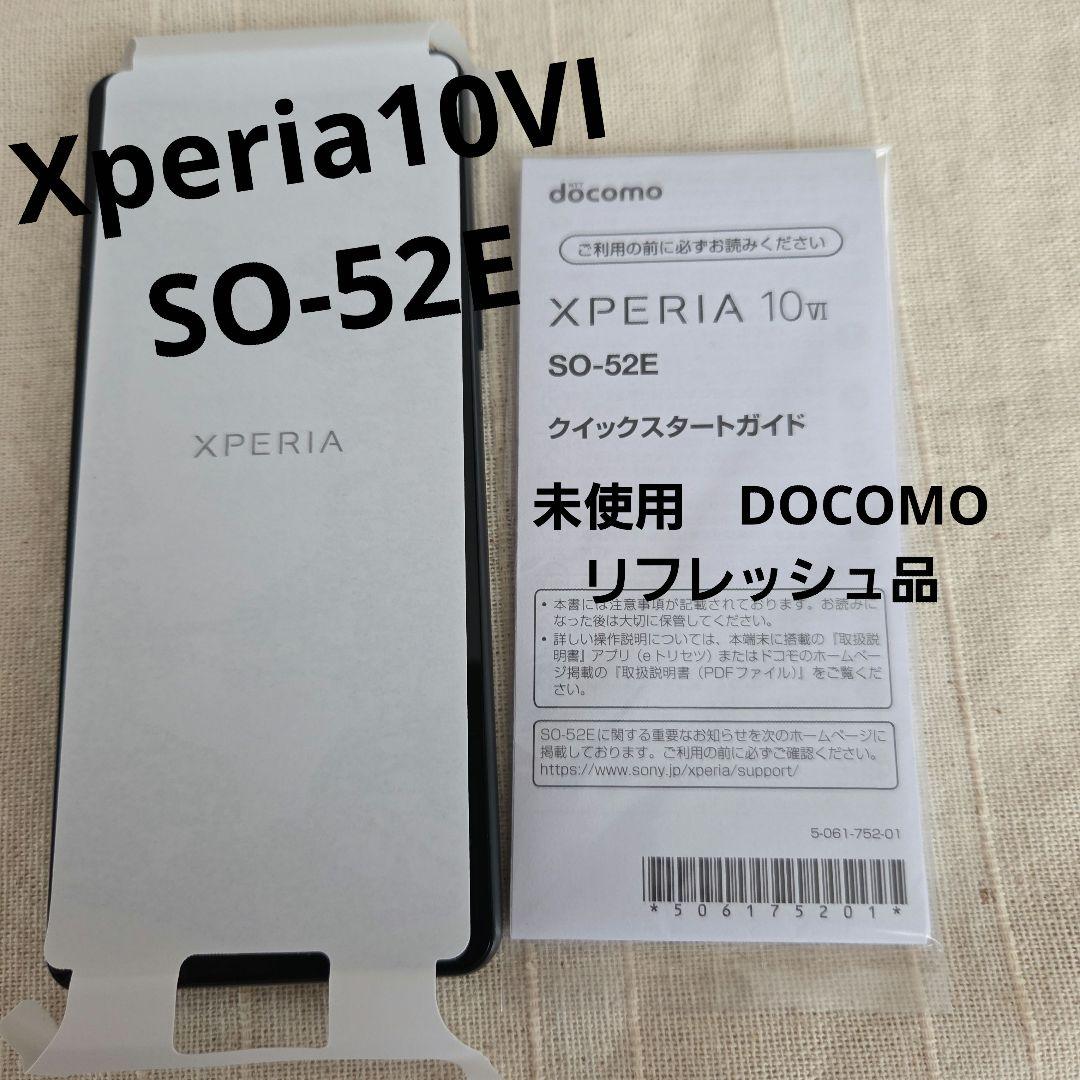 Xperia10VI
SO-52E
XPERIA
NTT
docomo
ご利用の前に必ずお読みください
XPERIA 10 VI
SO-52E
クイックスタートガイド
未使用　DOCOMO
リフレッシュ品
• 本書には注意事項が記載されております。お読みに
なった後は大切に保管してください。
• 詳しい操作説明については、本端末に搭載の『取扱説
明書』アプリ（eトリセツ）またはドコモのホームペー
ジ掲載の『取扱説明書（PDFファイル）』をご覧くだ
さい。
SO-52Eに関する重要なお知らせを次のホームページに
掲載しております。ご利用の前に必ずご確認ください。
https://www.sony.jp/xperia/support/
5-061-752-01
*506175201*